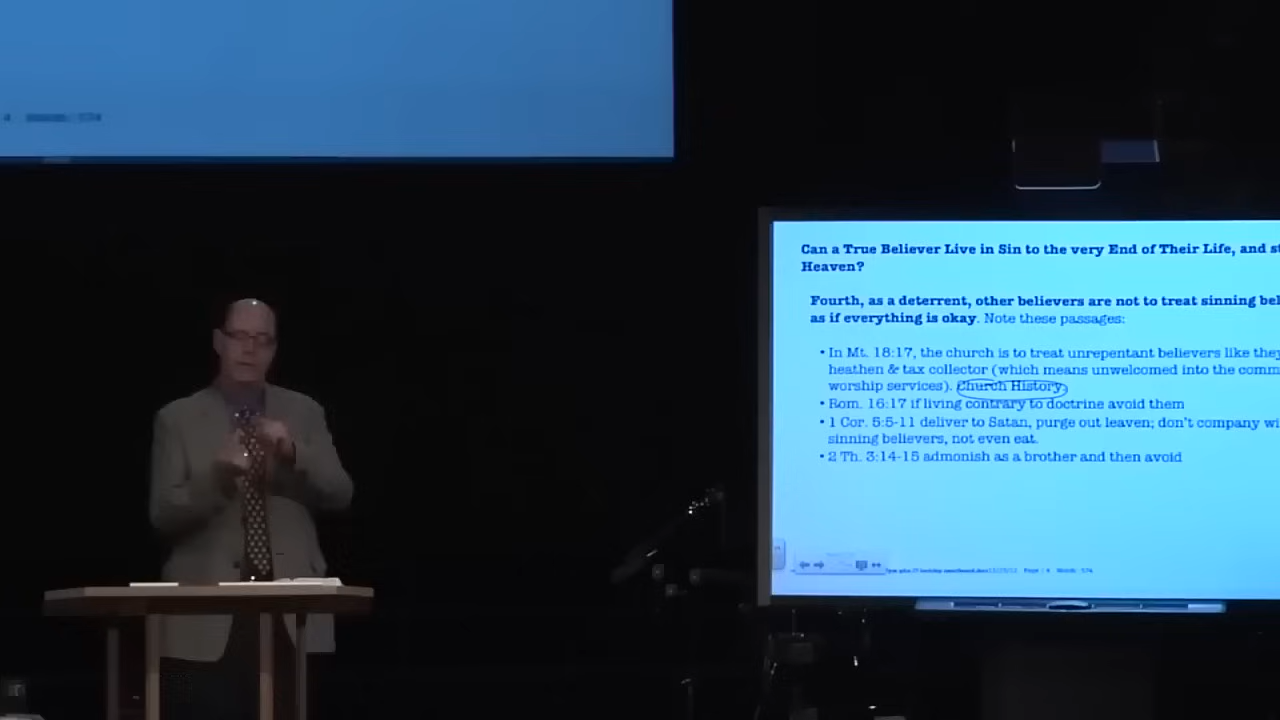 Can a True Believer Live in Sin to the very End of Their Life, and
Heaven?
Fourth, as a deterrent, other believers are not to treat sinning
as if everything is okay. Note these passages:
• In Mt. 18:17, the church is to treat unrepentant believers like
heathen & tax collector (which means unwelcomed into the
worship services). Church History
• Rom. 16:17 if living contrary to doctrine avoid them
• 1 Cor. 5:5-11 deliver to Satan, purge out leaven; don't company
sinning believers, not even eat.
• 2 Th. 3:14-15 admonish as a brother and then avoid